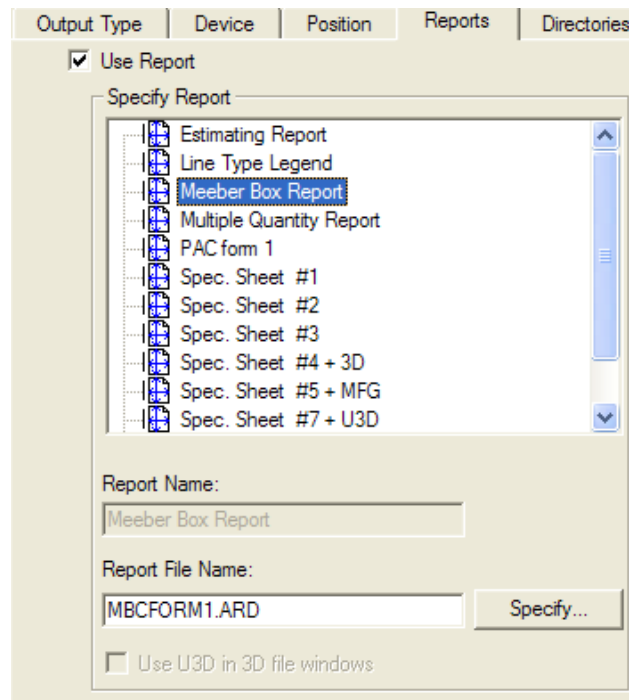 Output Type Device Position Reports Directories
Use Report
Specify Report
Estimating Report
Line Type Legend
Meeber Box Report
Multiple Quantity Report
PAC form 1
Spec. Sheet #1
Spec. Sheet #2
Spec. Sheet #3
Spec. Sheet #4 + 3D
Spec. Sheet #5 + MFG
Spec. Sheet #7 + U3D
Report Name:
Meeber Box Report
Report File Name:
MBCFORM1.ARD Specify...
Use U3D in 3D file windows